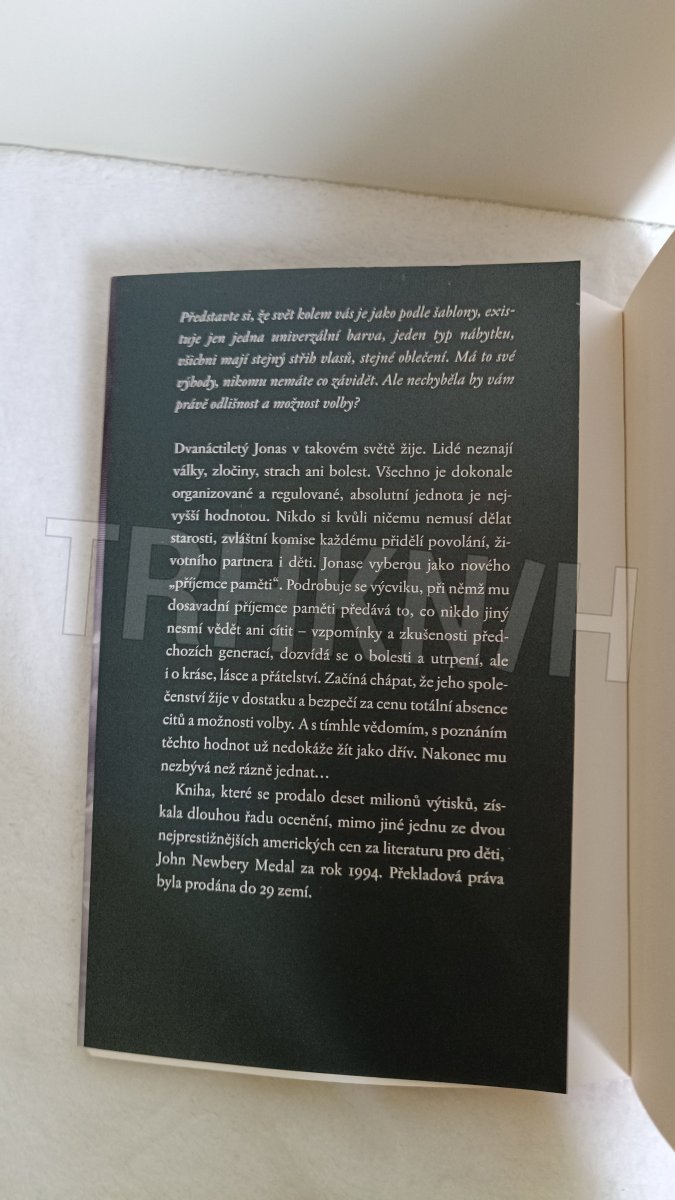 Představte si, že svět kolem vás je jako podle šablony, exis-
tuje jen jedna univerzální barva, jeden typ nábytku,
všichni mají stejný střih vlasů, stejné oblečení. Má to své
výhody, nikomu nemáte co závidět. Ale nechyběla by vám
právě odlišnost a možnost volby?
Dvanáctiletý Jonas v takovém světě žije. Lidé neznají
války, zločiny, strach ani bolest. Všechno je dokonale
organizované a regulované, absolutní jednota je nej-
vyšší hodnotou. Nikdo si kvůli ničemu nemusí dělat
starosti, zvláštní komise každému přidělí povolání, ži-
votního partnera i děti. Jonase vyberou jako nového
„příjemce paměti“. Podrobuje se výcviku, při němž mu
dosavadní příjemce paměti předává to, co nikdo jiný
nesmí vědět ani cítit – vzpomínky a zkušenosti před-
chozích generací, dozvídá se o bolesti a utrpení, ale
i o kráse, lásce a přátelství. Začíná chápat, že jeho spole-
čenství žije v dostatku a bezpečí za cenu totální absence
citů a možnosti volby. A s tímhle vědomím, s poznáním
těchto hodnot už nedokáže žít jako dřív. Nakonec mu
nezbývá než rázně jednat…
Kniha, které se prodalo deset milionů výtisků, zís-
kala dlouhou řadu ocenění, mimo jiné jednu ze dvou
nejprestižnějších amerických cen za literaturu pro děti,
John Newbery Medal za rok 1994. Překladová práva
byla prodána do 29 zemí.
TRHKNIH